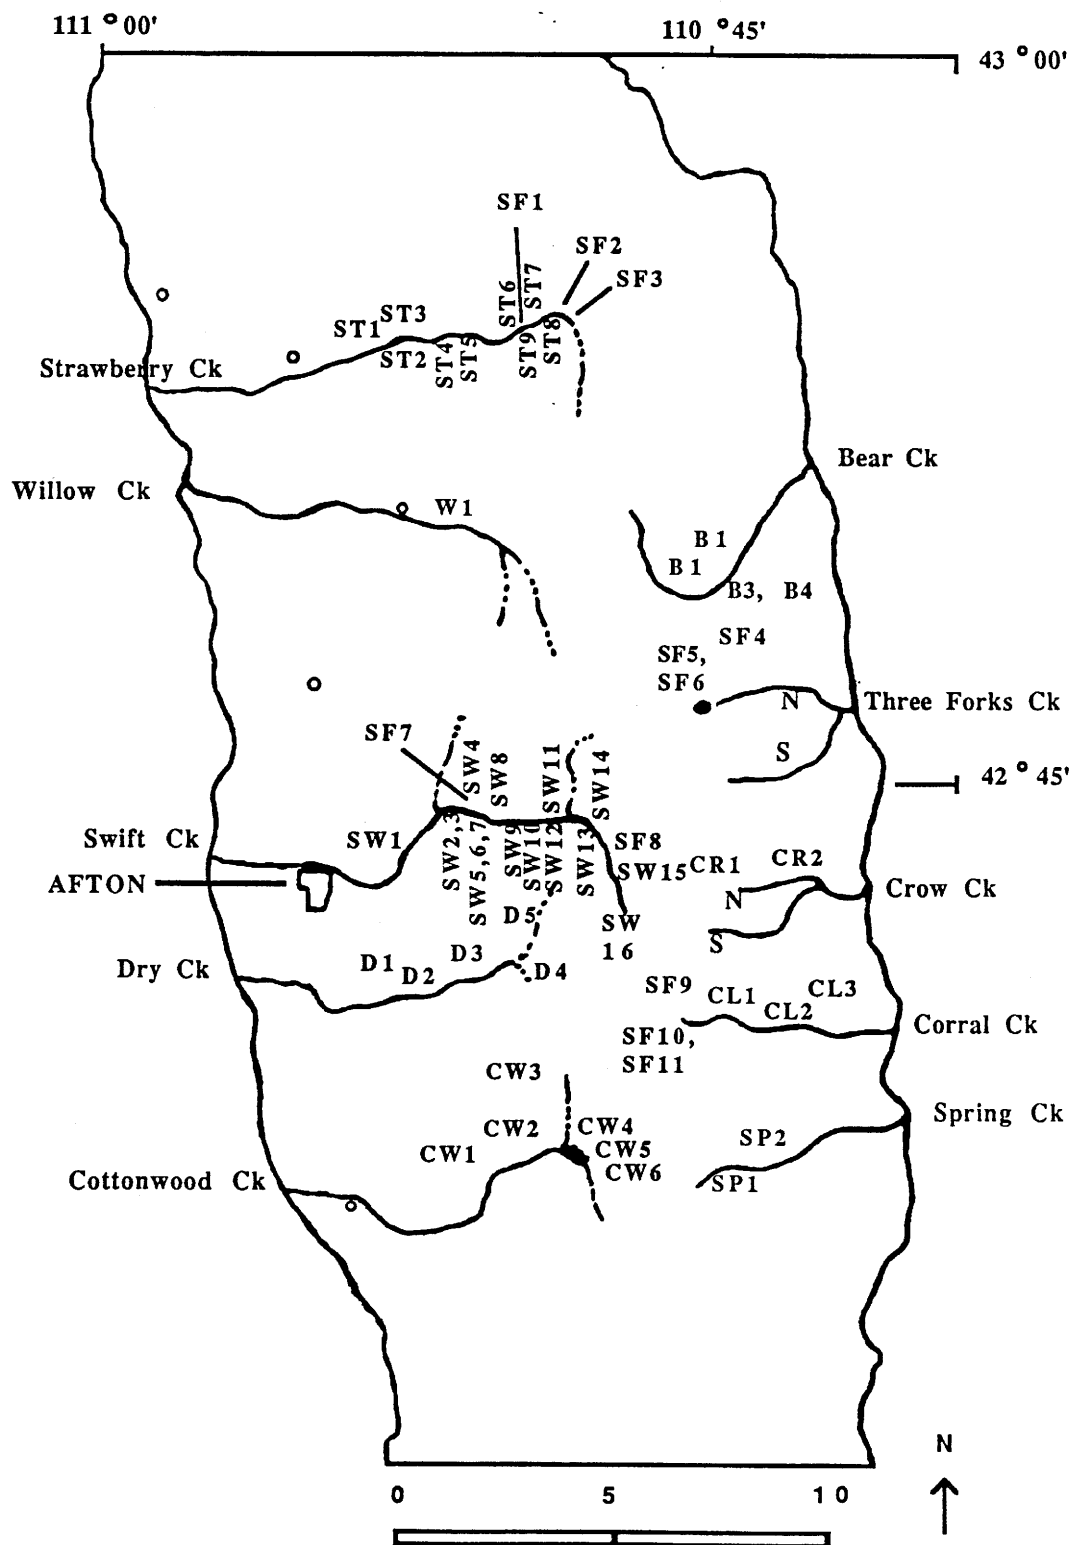 111 ° 00'
110 ° 45'
43 ° 00'
SF1
SF2
SF3
ST6
ST7
ST3
ST1
ST2
ST4
ST5
ST9
ST8
Strawberry Ck
Bear Ck
Willow Ck
W1
B1
B1
B3, B4
SF4
SF5,
SF6
N
Three Forks Ck
S
SF7
SW4
SW8
SW11
SW14
42 ° 45'
Swift Ck
SW1
SW2,3
SW5,6,7
SW9
SW10
SW12
SW13
SF8
SW15
CR1
CR2
AFTON
N
Crow Ck
D5
SW
16
S
Dry Ck
D1
D2
D3
D4
SF9
CL1
CL2
CL3
Corral Ck
SF10,
SF11
CW3
Spring Ck
CW2
CW4
CW1
CW5
CW6
SP2
SP1
Cottonwood Ck
N
0 5 10